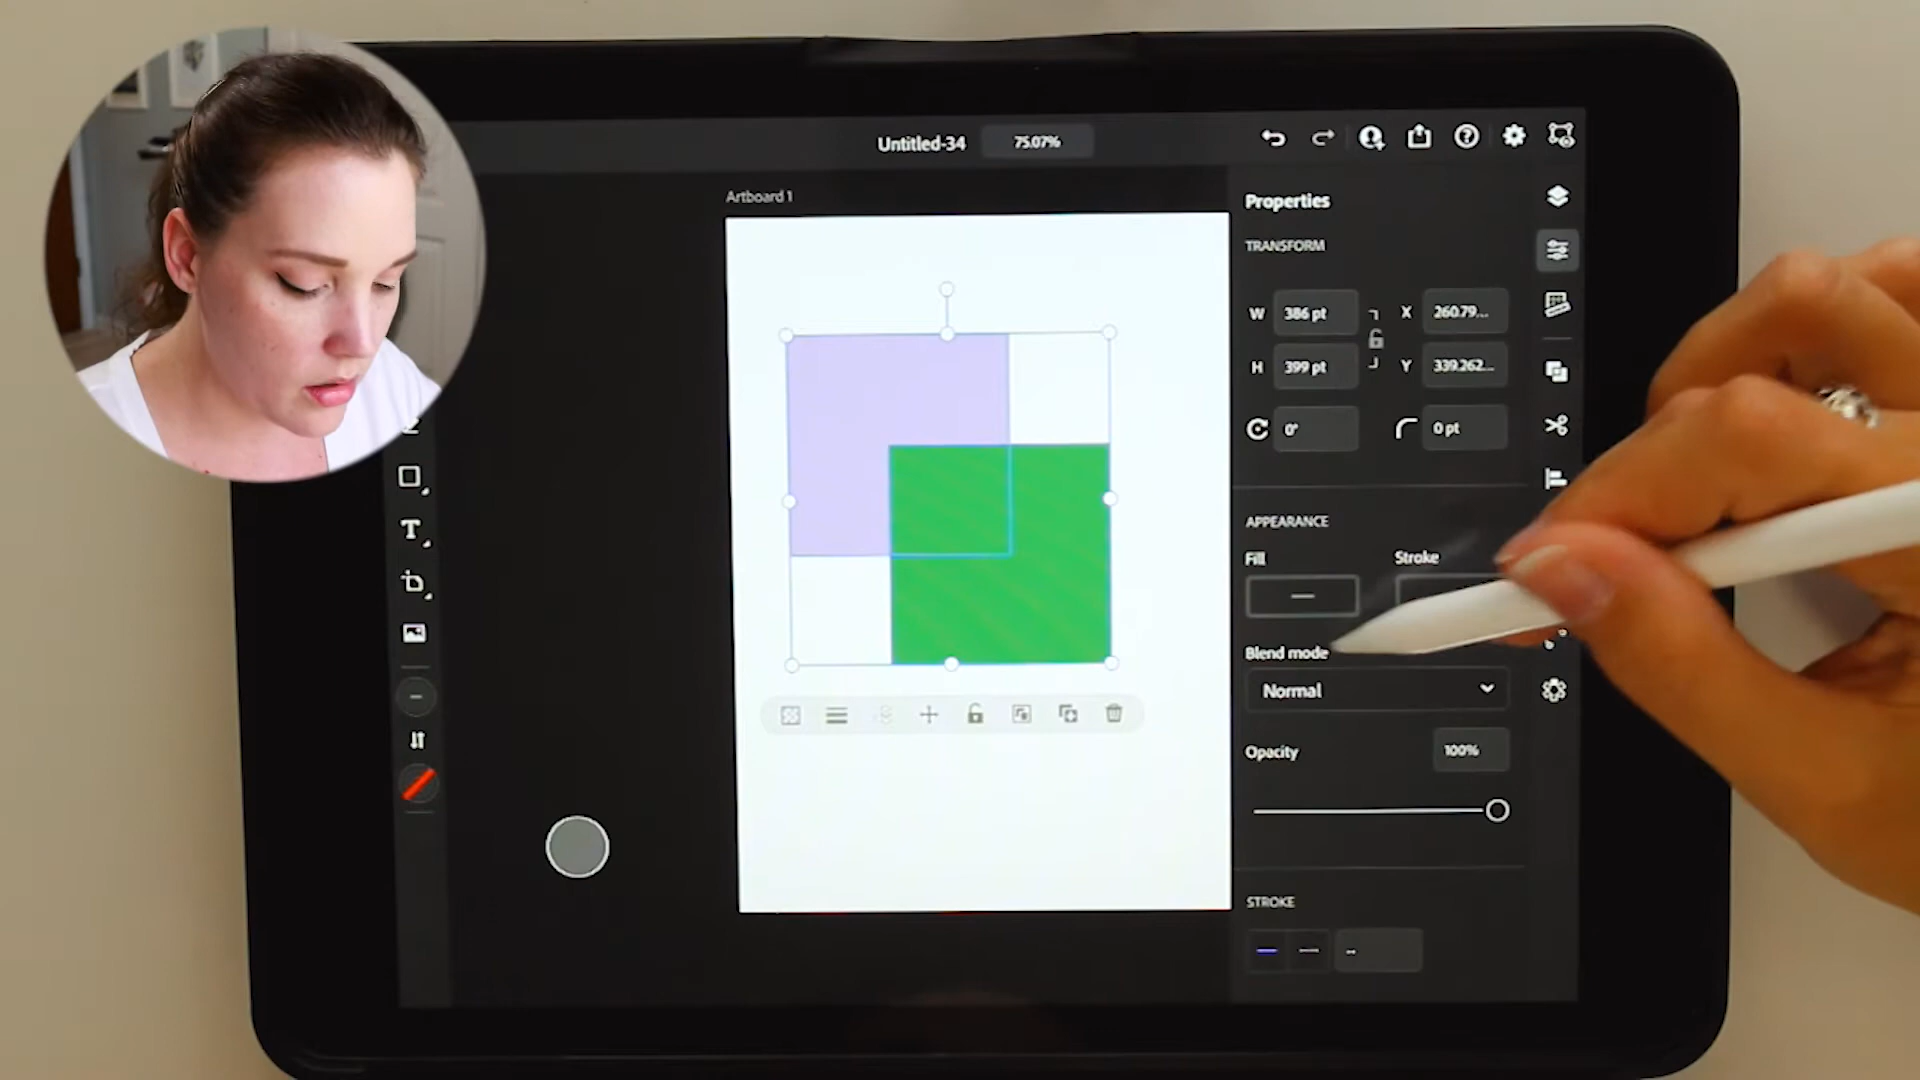 Untitled-34 75.07%
Artboard 1
Properties
TRANSFORM
W 386 pt X 260.79...
H 399 pt Y 339.262...
0° 0 pt
T
APPEARANCE
Fill Stroke
Blend mode
Normal
Opacity 100%
STROKE